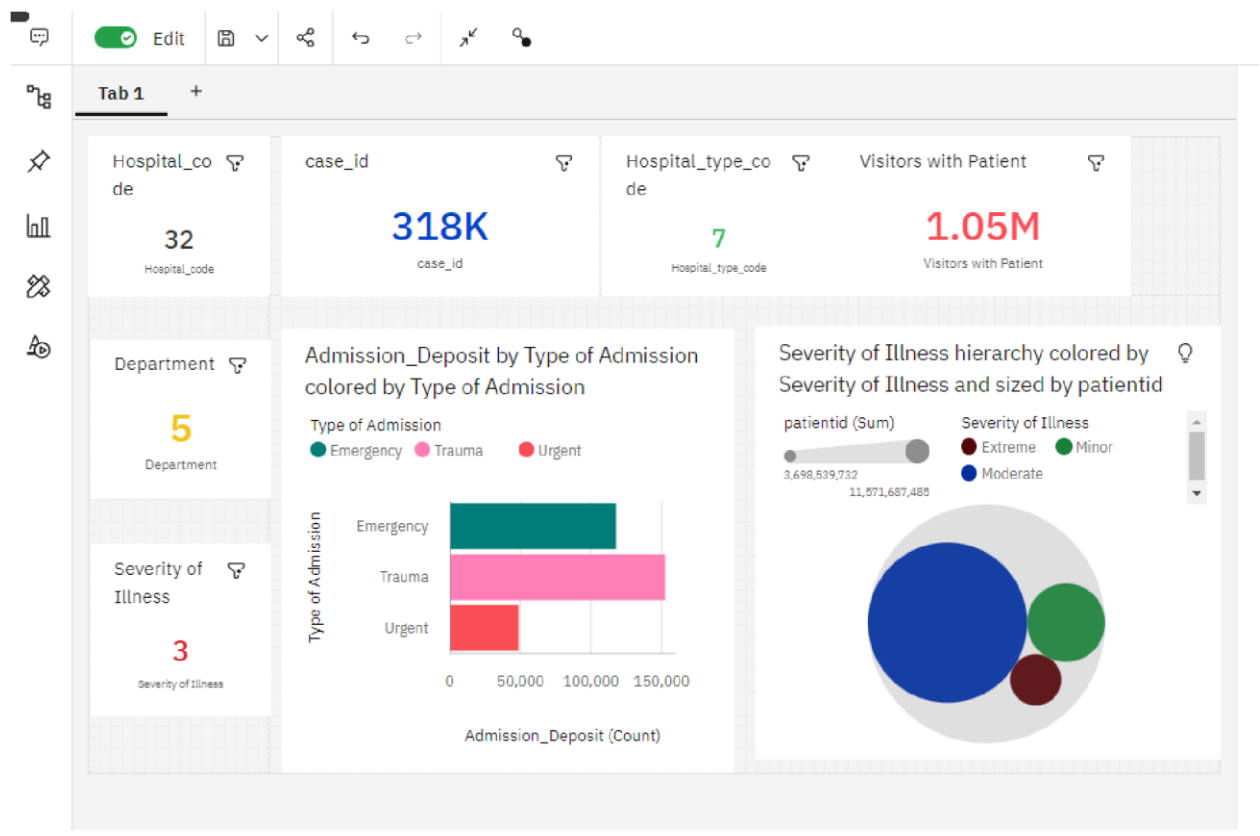 Edit
Tab 1
+
Hospital_co
de
32
Hospital_code
case_id
318K
case_id
Hospital_type_co
de
7
Hospital_type_code
Visitors with Patient
1.05M
Visitors with Patient
Department
5
Department
Severity of
Illness
3
Severity of Illness
Admission_Deposit by Type of Admission
colored by Type of Admission
Type of Admission
Emergency Trauma Urgent
Type of Admission
Emergency
Trauma
Urgent
0 50,000 100,000 150,000
Admission_Deposit (Count)
Severity of Illness hierarchy colored by
Severity of Illness and sized by patientid
patientid (Sum)
3,698,539,732
11,571,687,485
Severity of Illness
Extreme Minor
Moderate